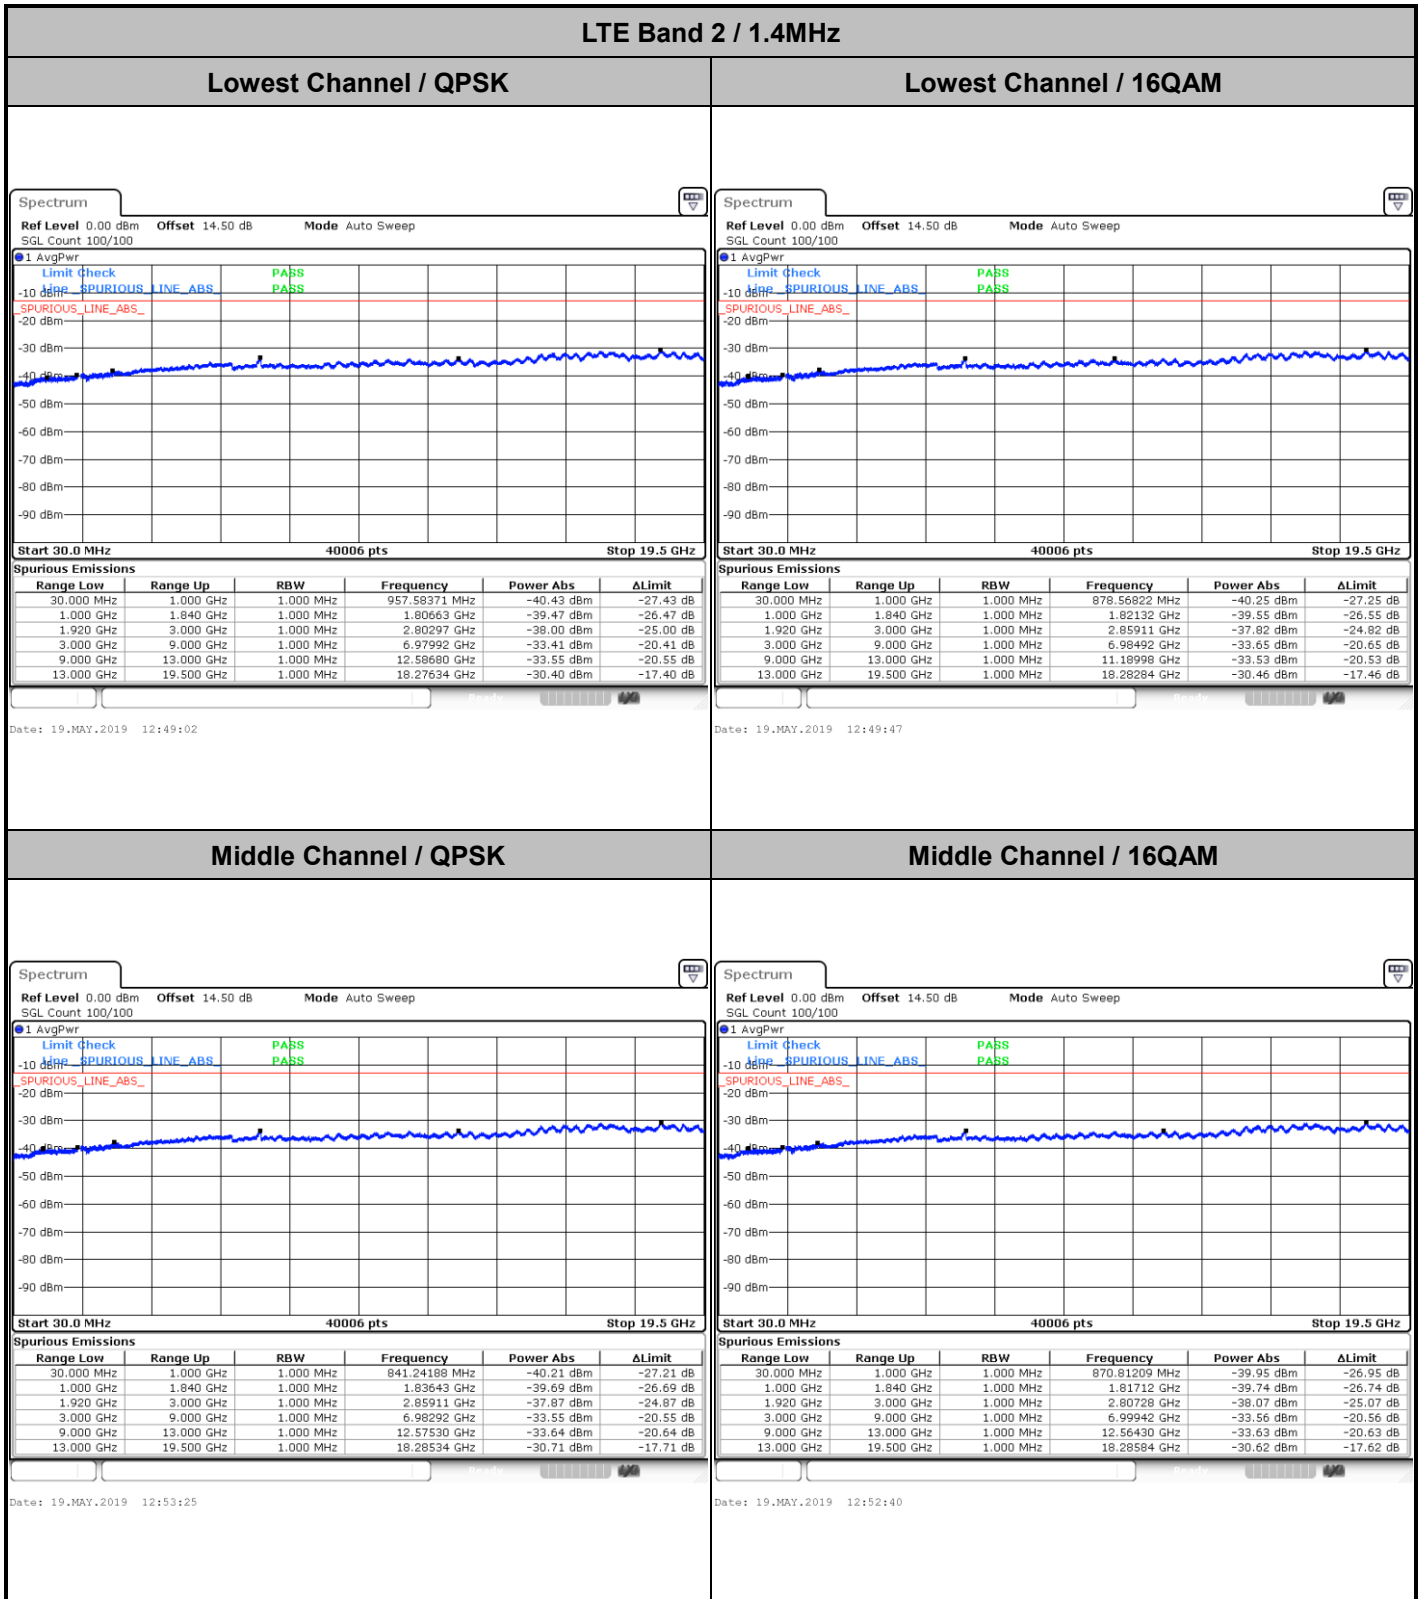 LTE Band 2 / 1.4MHz
Lowest Channel / QPSK
Lowest Channel / 16QAM
Spectrum
Ref Level 0.00 dBm Offset 14.50 dB Mode Auto Sweep
SGL Count 100/100
1 AvgPwr
Limit Check PASS
Line _SPURIOUS_LINE_ABS_ PASS
-10 dBm
_SPURIOUS_LINE_ABS_
-20 dBm
-30 dBm
-40 dBm
-50 dBm
-60 dBm
-70 dBm
-80 dBm
-90 dBm
Start 30.0 MHz 40006 pts Stop 19.5 GHz
Spurious Emissions
Range Low Range Up RBW Frequency Power Abs ΔLimit
30.000 MHz 1.000 GHz 1.000 MHz 957.58371 MHz -40.43 dBm -27.43 dB
1.000 GHz 1.840 GHz 1.000 MHz 1.80663 GHz -39.47 dBm -26.47 dB
1.920 GHz 3.000 GHz 1.000 MHz 2.80297 GHz -38.00 dBm -25.00 dB
3.000 GHz 9.000 GHz 1.000 MHz 6.97992 GHz -33.41 dBm -20.41 dB
9.000 GHz 13.000 GHz 1.000 MHz 12.58680 GHz -33.55 dBm -20.55 dB
13.000 GHz 19.500 GHz 1.000 MHz 18.27634 GHz -30.40 dBm -17.40 dB
Ready
Date: 19.MAY.2019 12:49:02
Spectrum
Ref Level 0.00 dBm Offset 14.50 dB Mode Auto Sweep
SGL Count 100/100
1 AvgPwr
Limit Check PASS
Line _SPURIOUS_LINE_ABS_ PASS
-10 dBm
_SPURIOUS_LINE_ABS_
-20 dBm
-30 dBm
-40 dBm
-50 dBm
-60 dBm
-70 dBm
-80 dBm
-90 dBm
Start 30.0 MHz 40006 pts Stop 19.5 GHz
Spurious Emissions
Range Low Range Up RBW Frequency Power Abs ΔLimit
30.000 MHz 1.000 GHz 1.000 MHz 878.56822 MHz -40.25 dBm -27.25 dB
1.000 GHz 1.840 GHz 1.000 MHz 1.82132 GHz -39.55 dBm -26.55 dB
1.920 GHz 3.000 GHz 1.000 MHz 2.85911 GHz -37.82 dBm -24.82 dB
3.000 GHz 9.000 GHz 1.000 MHz 6.98492 GHz -33.65 dBm -20.65 dB
9.000 GHz 13.000 GHz 1.000 MHz 11.18998 GHz -33.53 dBm -20.53 dB
13.000 GHz 19.500 GHz 1.000 MHz 18.28284 GHz -30.46 dBm -17.46 dB
Ready
Date: 19.MAY.2019 12:49:47
Middle Channel / QPSK
Middle Channel / 16QAM
Spectrum
Ref Level 0.00 dBm Offset 14.50 dB Mode Auto Sweep
SGL Count 100/100
1 AvgPwr
Limit Check PASS
Line _SPURIOUS_LINE_ABS_ PASS
-10 dBm
_SPURIOUS_LINE_ABS_
-20 dBm
-30 dBm
-40 dBm
-50 dBm
-60 dBm
-70 dBm
-80 dBm
-90 dBm
Start 30.0 MHz 40006 pts Stop 19.5 GHz
Spurious Emissions
Range Low Range Up RBW Frequency Power Abs ΔLimit
30.000 MHz 1.000 GHz 1.000 MHz 841.24188 MHz -40.21 dBm -27.21 dB
1.000 GHz 1.840 GHz 1.000 MHz 1.83643 GHz -39.69 dBm -26.69 dB
1.920 GHz 3.000 GHz 1.000 MHz 2.85911 GHz -37.87 dBm -24.87 dB
3.000 GHz 9.000 GHz 1.000 MHz 6.98292 GHz -33.55 dBm -20.55 dB
9.000 GHz 13.000 GHz 1.000 MHz 12.57530 GHz -33.64 dBm -20.64 dB
13.000 GHz 19.500 GHz 1.000 MHz 18.28534 GHz -30.71 dBm -17.71 dB
Ready
Date: 19.MAY.2019 12:53:25
Spectrum
Ref Level 0.00 dBm Offset 14.50 dB Mode Auto Sweep
SGL Count 100/100
1 AvgPwr
Limit Check PASS
Line _SPURIOUS_LINE_ABS_ PASS
-10 dBm
_SPURIOUS_LINE_ABS_
-20 dBm
-30 dBm
-40 dBm
-50 dBm
-60 dBm
-70 dBm
-80 dBm
-90 dBm
Start 30.0 MHz 40006 pts Stop 19.5 GHz
Spurious Emissions
Range Low Range Up RBW Frequency Power Abs ΔLimit
30.000 MHz 1.000 GHz 1.000 MHz 870.81209 MHz -39.95 dBm -26.95 dB
1.000 GHz 1.840 GHz 1.000 MHz 1.81712 GHz -39.74 dBm -26.74 dB
1.920 GHz 3.000 GHz 1.000 MHz 2.80728 GHz -38.07 dBm -25.07 dB
3.000 GHz 9.000 GHz 1.000 MHz 6.99942 GHz -33.56 dBm -20.56 dB
9.000 GHz 13.000 GHz 1.000 MHz 12.56430 GHz -33.63 dBm -20.63 dB
13.000 GHz 19.500 GHz 1.000 MHz 18.28584 GHz -30.62 dBm -17.62 dB
Ready
Date: 19.MAY.2019 12:52:40